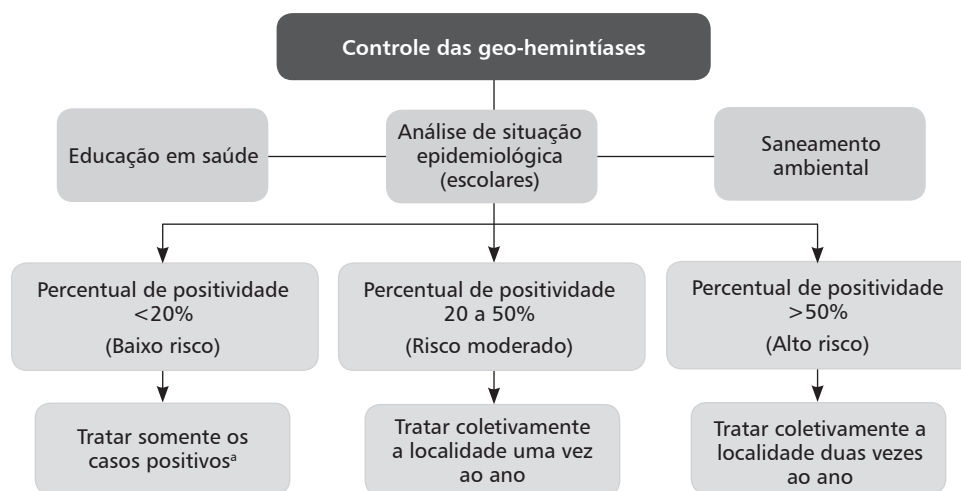 Controle das geo-hemintíases
Educação em saúde
Análise de situação
epidemiológica
(escolares)
Saneamento
ambiental
Percentual de positividade
<20%
(Baixo risco)
Percentual de positividade
20 a 50%
(Risco moderado)
Percentual de positividade
>50%
(Alto risco)
Tratar somente os
casos positivosᵃ
Tratar coletivamente
a localidade uma vez
ao ano
Tratar coletivamente a
localidade duas vezes
ao ano